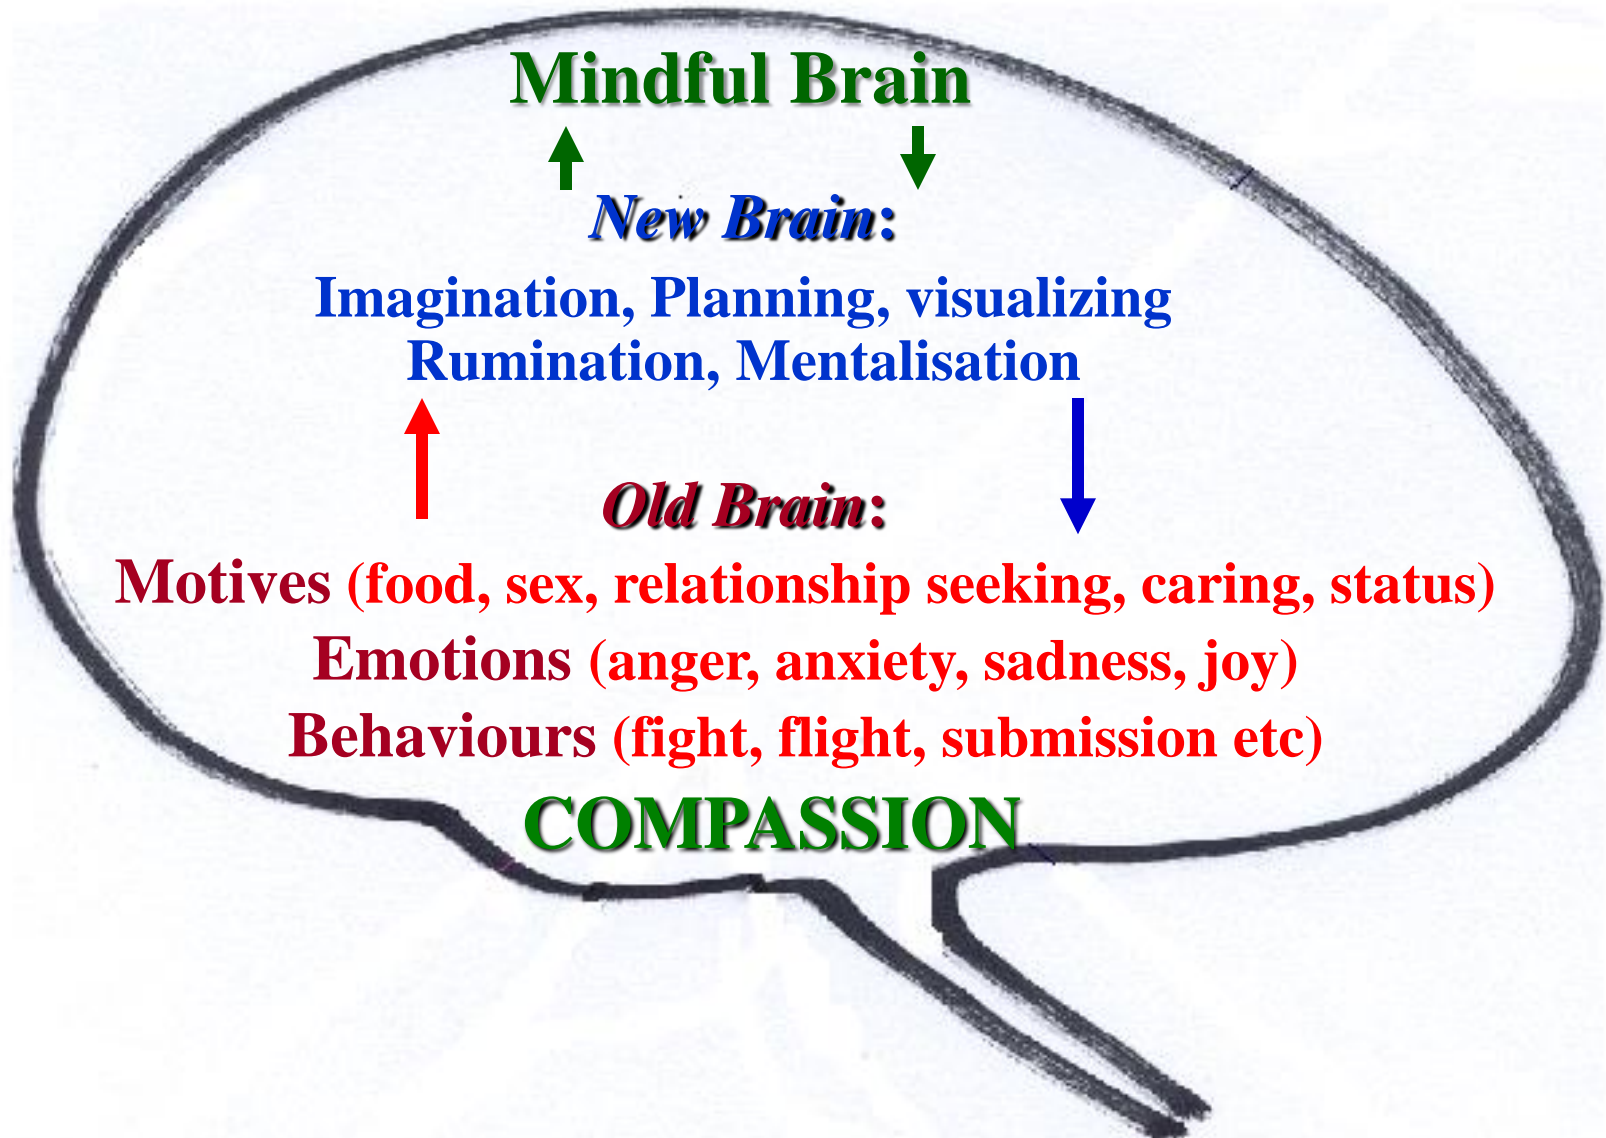 Mindful Brain
New Brain:
Imagination, Planning, visualizing
Rumination, Mentalisation
Old Brain:
Motives (food, sex, relationship seeking, caring, status)
Emotions (anger, anxiety, sadness, joy)
Behaviours (fight, flight, submission etc)
COMPASSION